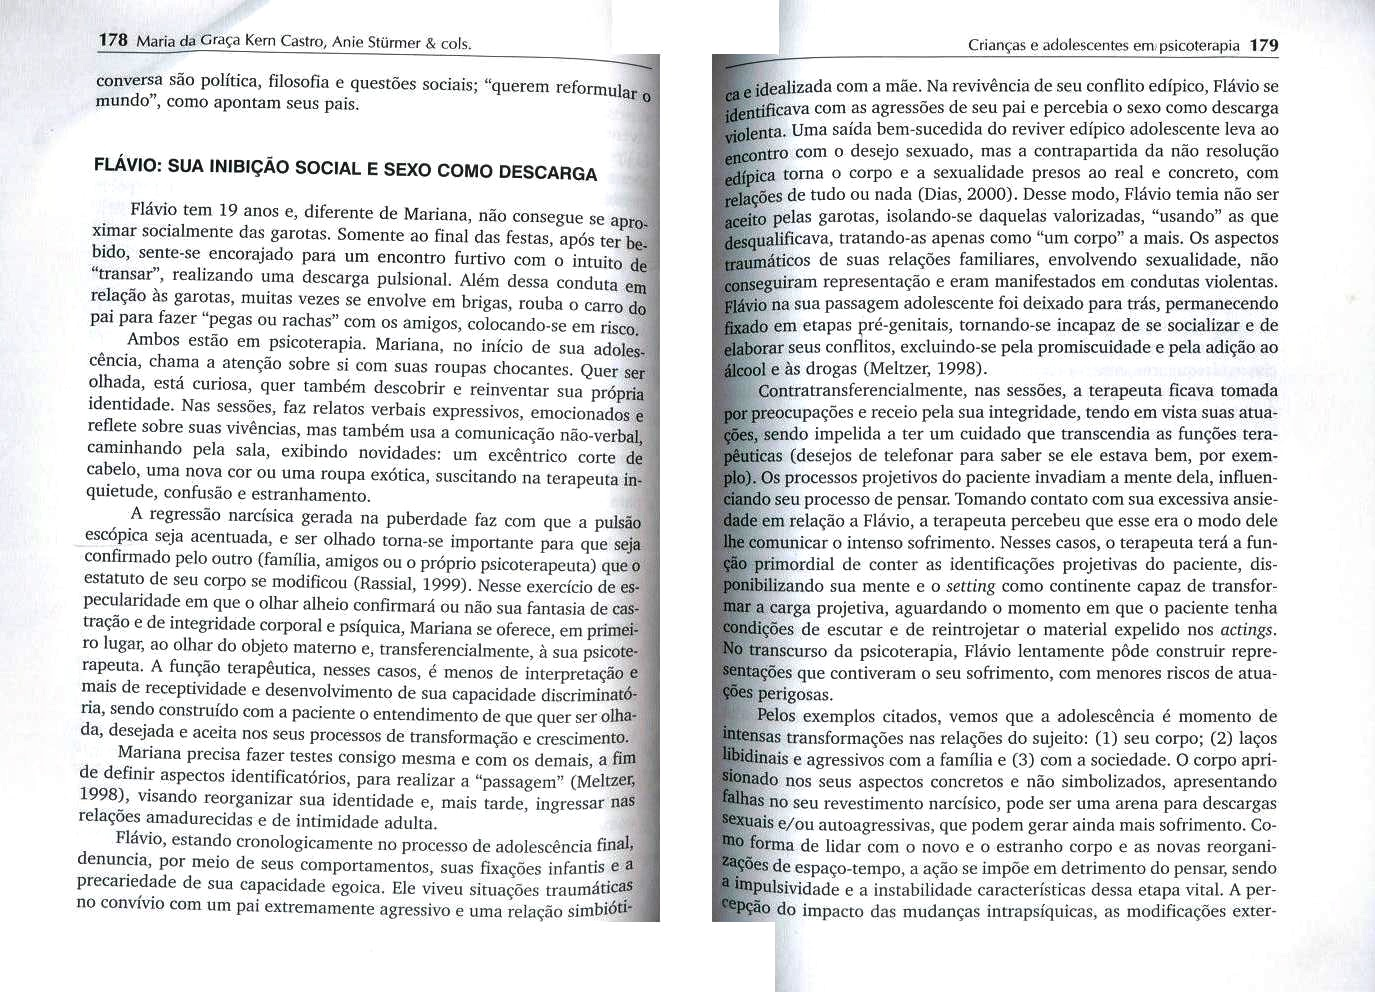 178 Maria da Graça Kern Castro, Anie Stürmer & cols.
conversa são política, filosofia e questões sociais; “querem reformular o
mundo”, como apontam seus pais.
FLÁVIO: SUA INIBIÇÃO SOCIAL E SEXO COMO DESCARGA
Flávio tem 19 anos e, diferente de Mariana, não consegue se apro-
ximar socialmente das garotas. Somente ao final das festas, após ter be-
bido, sente-se encorajado para um encontro furtivo com o intuito de
“transar”, realizando uma descarga pulsional. Além dessa conduta em
relação às garotas, muitas vezes se envolve em brigas, rouba o carro do
pai para fazer “pegas ou rachas” com os amigos, colocando-se em risco.
Ambos estão em psicoterapia. Mariana, no início de sua adoles-
cência, chama a atenção sobre si com suas roupas chocantes. Quer ser
olhada, está curiosa, quer também descobrir e reinventar sua própria
identidade. Nas sessões, faz relatos verbais expressivos, emocionados e
reflete sobre suas vivências, mas também usa a comunicação não-verbal,
caminhando pela sala, exibindo novidades: um excêntrico corte de
cabelo, uma nova cor ou uma roupa exótica, suscitando na terapeuta in-
quietude, confusão e estranhamento.
A regressão narcísica gerada na puberdade faz com que a pulsão
escópica seja acentuada, e ser olhado torna-se importante para que seja
confirmado pelo outro (família, amigos ou o próprio psicoterapeuta) que o
estatuto de seu corpo se modificou (Rassial, 1999). Nesse exercício de es-
pecularidade em que o olhar alheio confirmará ou não sua fantasia de cas-
tração e de integridade corporal e psíquica, Mariana se oferece, em primei-
ro lugar, ao olhar do objeto materno e, transferencialmente, à sua psicote-
rapeuta. A função terapêutica, nesses casos, é menos de interpretação e
mais de receptividade e desenvolvimento de sua capacidade discriminató-
ria, sendo construído com a paciente o entendimento de que quer ser olha-
da, desejada e aceita nos seus processos de transformação e crescimento.
Mariana precisa fazer testes consigo mesma e com os demais, a fim
de definir aspectos identificatórios, para realizar a “passagem” (Meltzer,
1998), visando reorganizar sua identidade e, mais tarde, ingressar nas
relações amadurecidas e de intimidade adulta.
Flávio, estando cronologicamente no processo de adolescência final,
denuncia, por meio de seus comportamentos, suas fixações infantis e a
precariedade de sua capacidade egoica. Ele viveu situações traumáticas
no convívio com um pai extremamente agressivo e uma relação simbióti-
Crianças e adolescentes em psicoterapia 179
ca e idealizada com a mãe. Na revivência de seu conflito edípico, Flávio se
identificava com as agressões de seu pai e percebia o sexo como descarga
violenta. Uma saída bem-sucedida do reviver edípico adolescente leva ao
encontro com o desejo sexuado, mas a contrapartida da não resolução
edípica torna o corpo e a sexualidade presos ao real e concreto, com
relações de tudo ou nada (Dias, 2000). Desse modo, Flávio temia não ser
aceito pelas garotas, isolando-se daquelas valorizadas, “usando” as que
desqualificava, tratando-as apenas como “um corpo” a mais. Os aspectos
traumáticos de suas relações familiares, envolvendo sexualidade, não
conseguiram representação e eram manifestados em condutas violentas.
Flávio na sua passagem adolescente foi deixado para trás, permanecendo
fixado em etapas pré-genitais, tornando-se incapaz de se socializar e de
elaborar seus conflitos, excluindo-se pela promiscuidade e pela adição ao
álcool e às drogas (Meltzer, 1998).
Contratransferencialmente, nas sessões, a terapeuta ficava tomada
por preocupações e receio pela sua integridade, tendo em vista suas atua-
ções, sendo impelida a ter um cuidado que transcendia as funções tera-
pêuticas (desejos de telefonar para saber se ele estava bem, por exem-
plo). Os processos projetivos do paciente invadiam a mente dela, influen-
ciando seu processo de pensar. Tomando contato com sua excessiva ansie-
dade em relação a Flávio, a terapeuta percebeu que esse era o modo dele
lhe comunicar o intenso sofrimento. Nesses casos, o terapeuta terá a fun-
ção primordial de conter as identificações projetivas do paciente, dis-
ponibilizando sua mente e o setting como continente capaz de transfor-
mar a carga projetiva, aguardando o momento em que o paciente tenha
condições de escutar e de reintrojetar o material expelido nos actings.
No transcurso da psicoterapia, Flávio lentamente pôde construir repre-
sentações que contiveram o seu sofrimento, com menores riscos de atua-
ções perigosas.
Pelos exemplos citados, vemos que a adolescência é momento de
intensas transformações nas relações do sujeito: (1) seu corpo; (2) laços
libidinais e agressivos com a família e (3) com a sociedade. O corpo apri-
sionado nos seus aspectos concretos e não simbolizados, apresentando
falhas no seu revestimento narcísico, pode ser uma arena para descargas
sexuais e/ou autoagressivas, que podem gerar ainda mais sofrimento. Co-
mo forma de lidar com o novo e o estranho corpo e as novas reorgani-
zações de espaço-tempo, a ação se impõe em detrimento do pensar, sendo
a impulsividade e a instabilidade características dessa etapa vital. A per-
cepção do impacto das mudanças intrapsíquicas, as modificações exter-